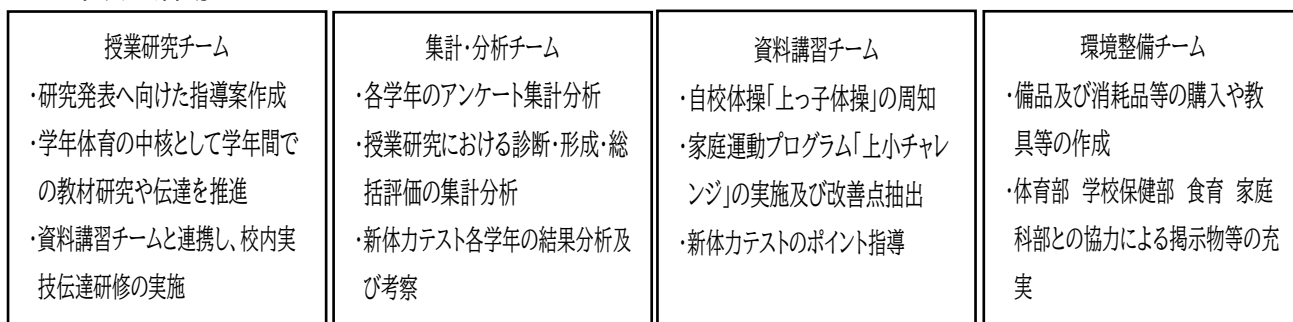 授業研究チーム
・研究発表へ向けた指導案作成
・学年体育の中核として学年間で
の教材研究や伝達を推進
・資料講習チームと連携し、校内実
技伝達研修の実施
集計・分析チーム
・各学年のアンケート集計分析
・授業研究における診断・形成・総
括評価の集計分析
・新体力テスト各学年の結果分析及
び考察
資料講習チーム
・自校体操「上っ子体操」の周知
・家庭運動プログラム「上小チャレ
ンジ」の実施及び改善点抽出
・新体力テストのポイント指導
環境整備チーム
・備品及び消耗品等の購入や教
具等の作成
・体育部 学校保健部 食育 家庭
科部との協力による掲示物等の充
実